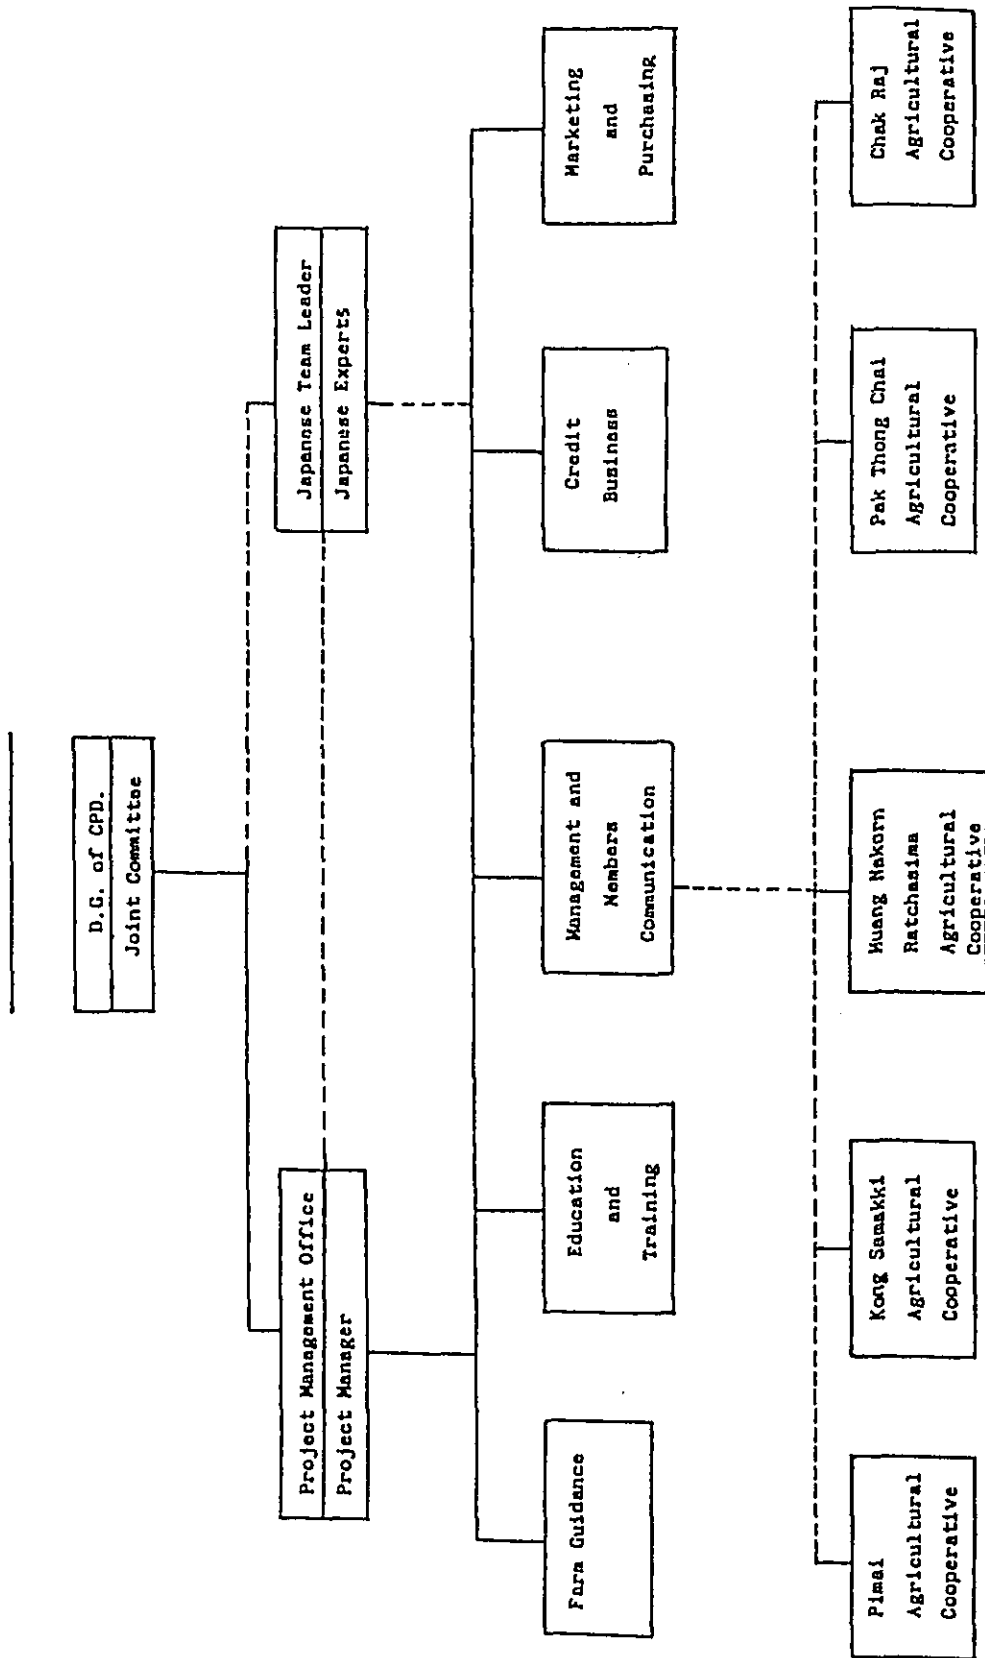 D.G. of CPD.
Joint Committee
Project Management Office
Project Manager
Japanese Team Leader
Japanese Experts
Farm Guidance
Education
and
Training
Management and
Members
Communication
Credit
Business
Marketing
and
Purchasing
Pimai
Agricultural
Cooperative
Kong Samakki
Agricultural
Cooperative
Muang Nakorn
Ratchasima
Agricultural
Cooperative
Pak Thong Chai
Agricultural
Cooperative
Chak Raj
Agricultural
Cooperative